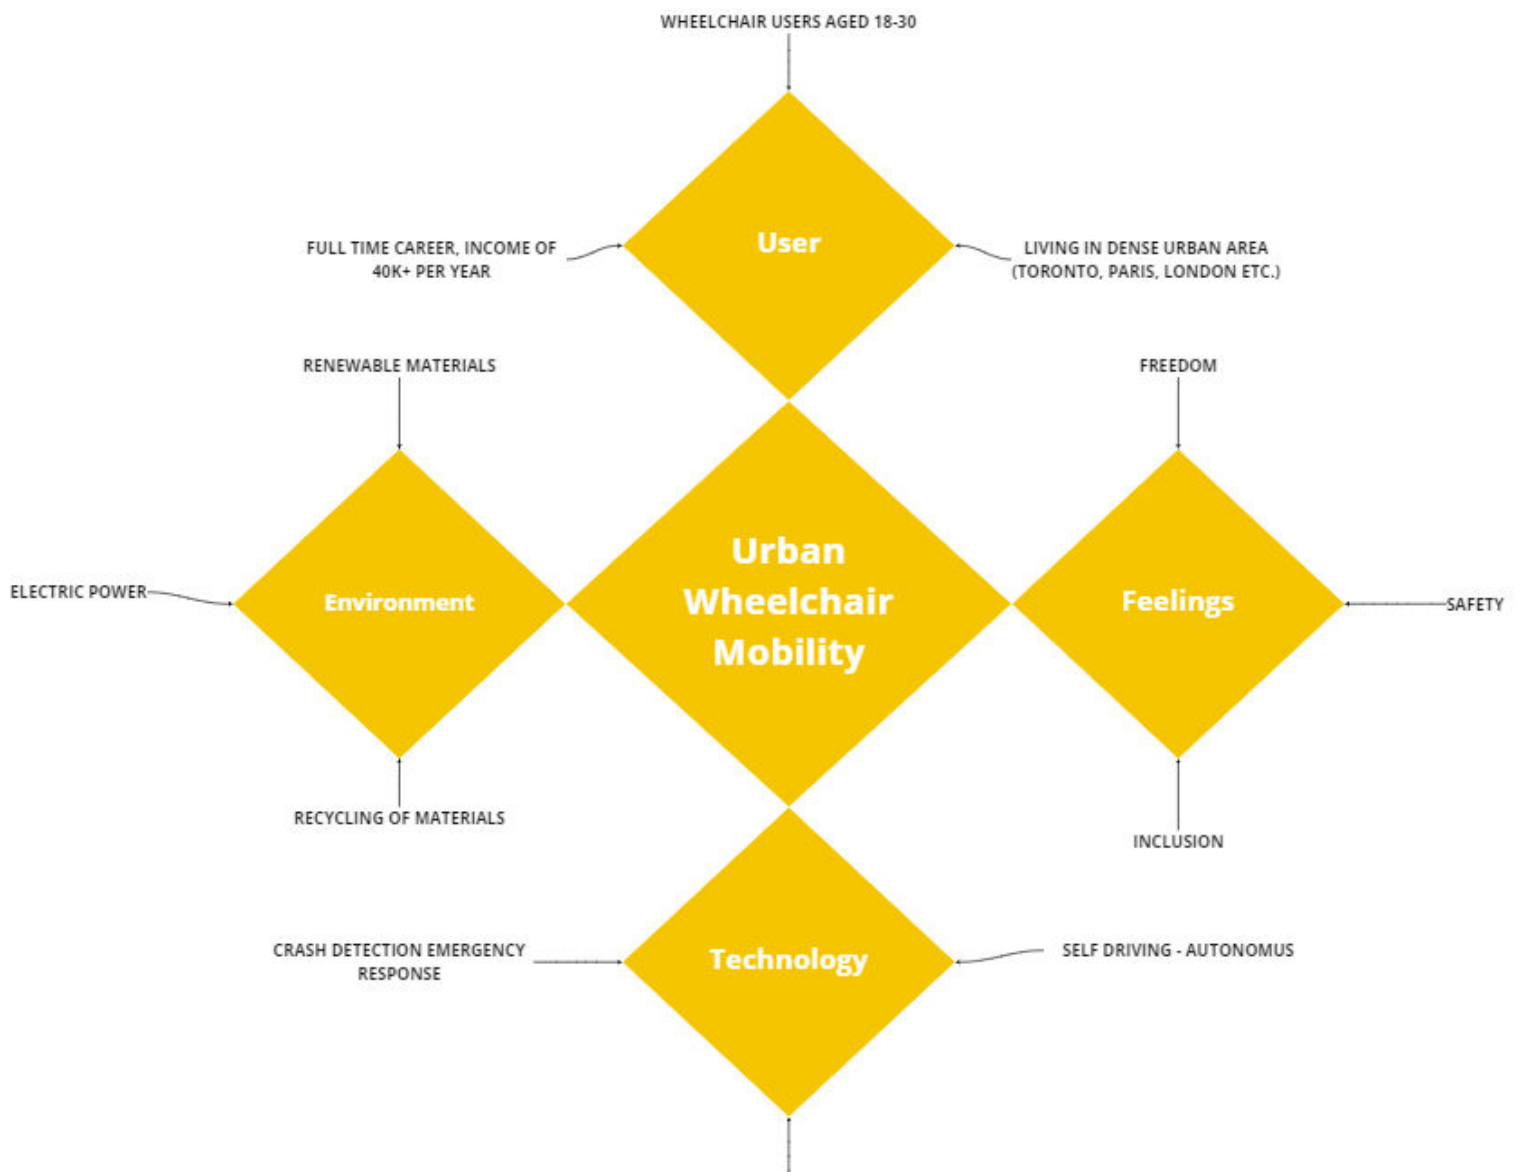 WHEELCHAIR USERS AGED 18-30
User
FULL TIME CAREER, INCOME OF
40K+ PER YEAR
LIVING IN DENSE URBAN AREA
(TORONTO, PARIS, LONDON ETC.)
RENEWABLE MATERIALS
FREEDOM
ELECTRIC POWER
Environment
Urban
Wheelchair
Mobility
Feelings
SAFETY
RECYCLING OF MATERIALS
INCLUSION
CRASH DETECTION EMERGENCY
RESPONSE
Technology
SELF DRIVING - AUTONOMUS